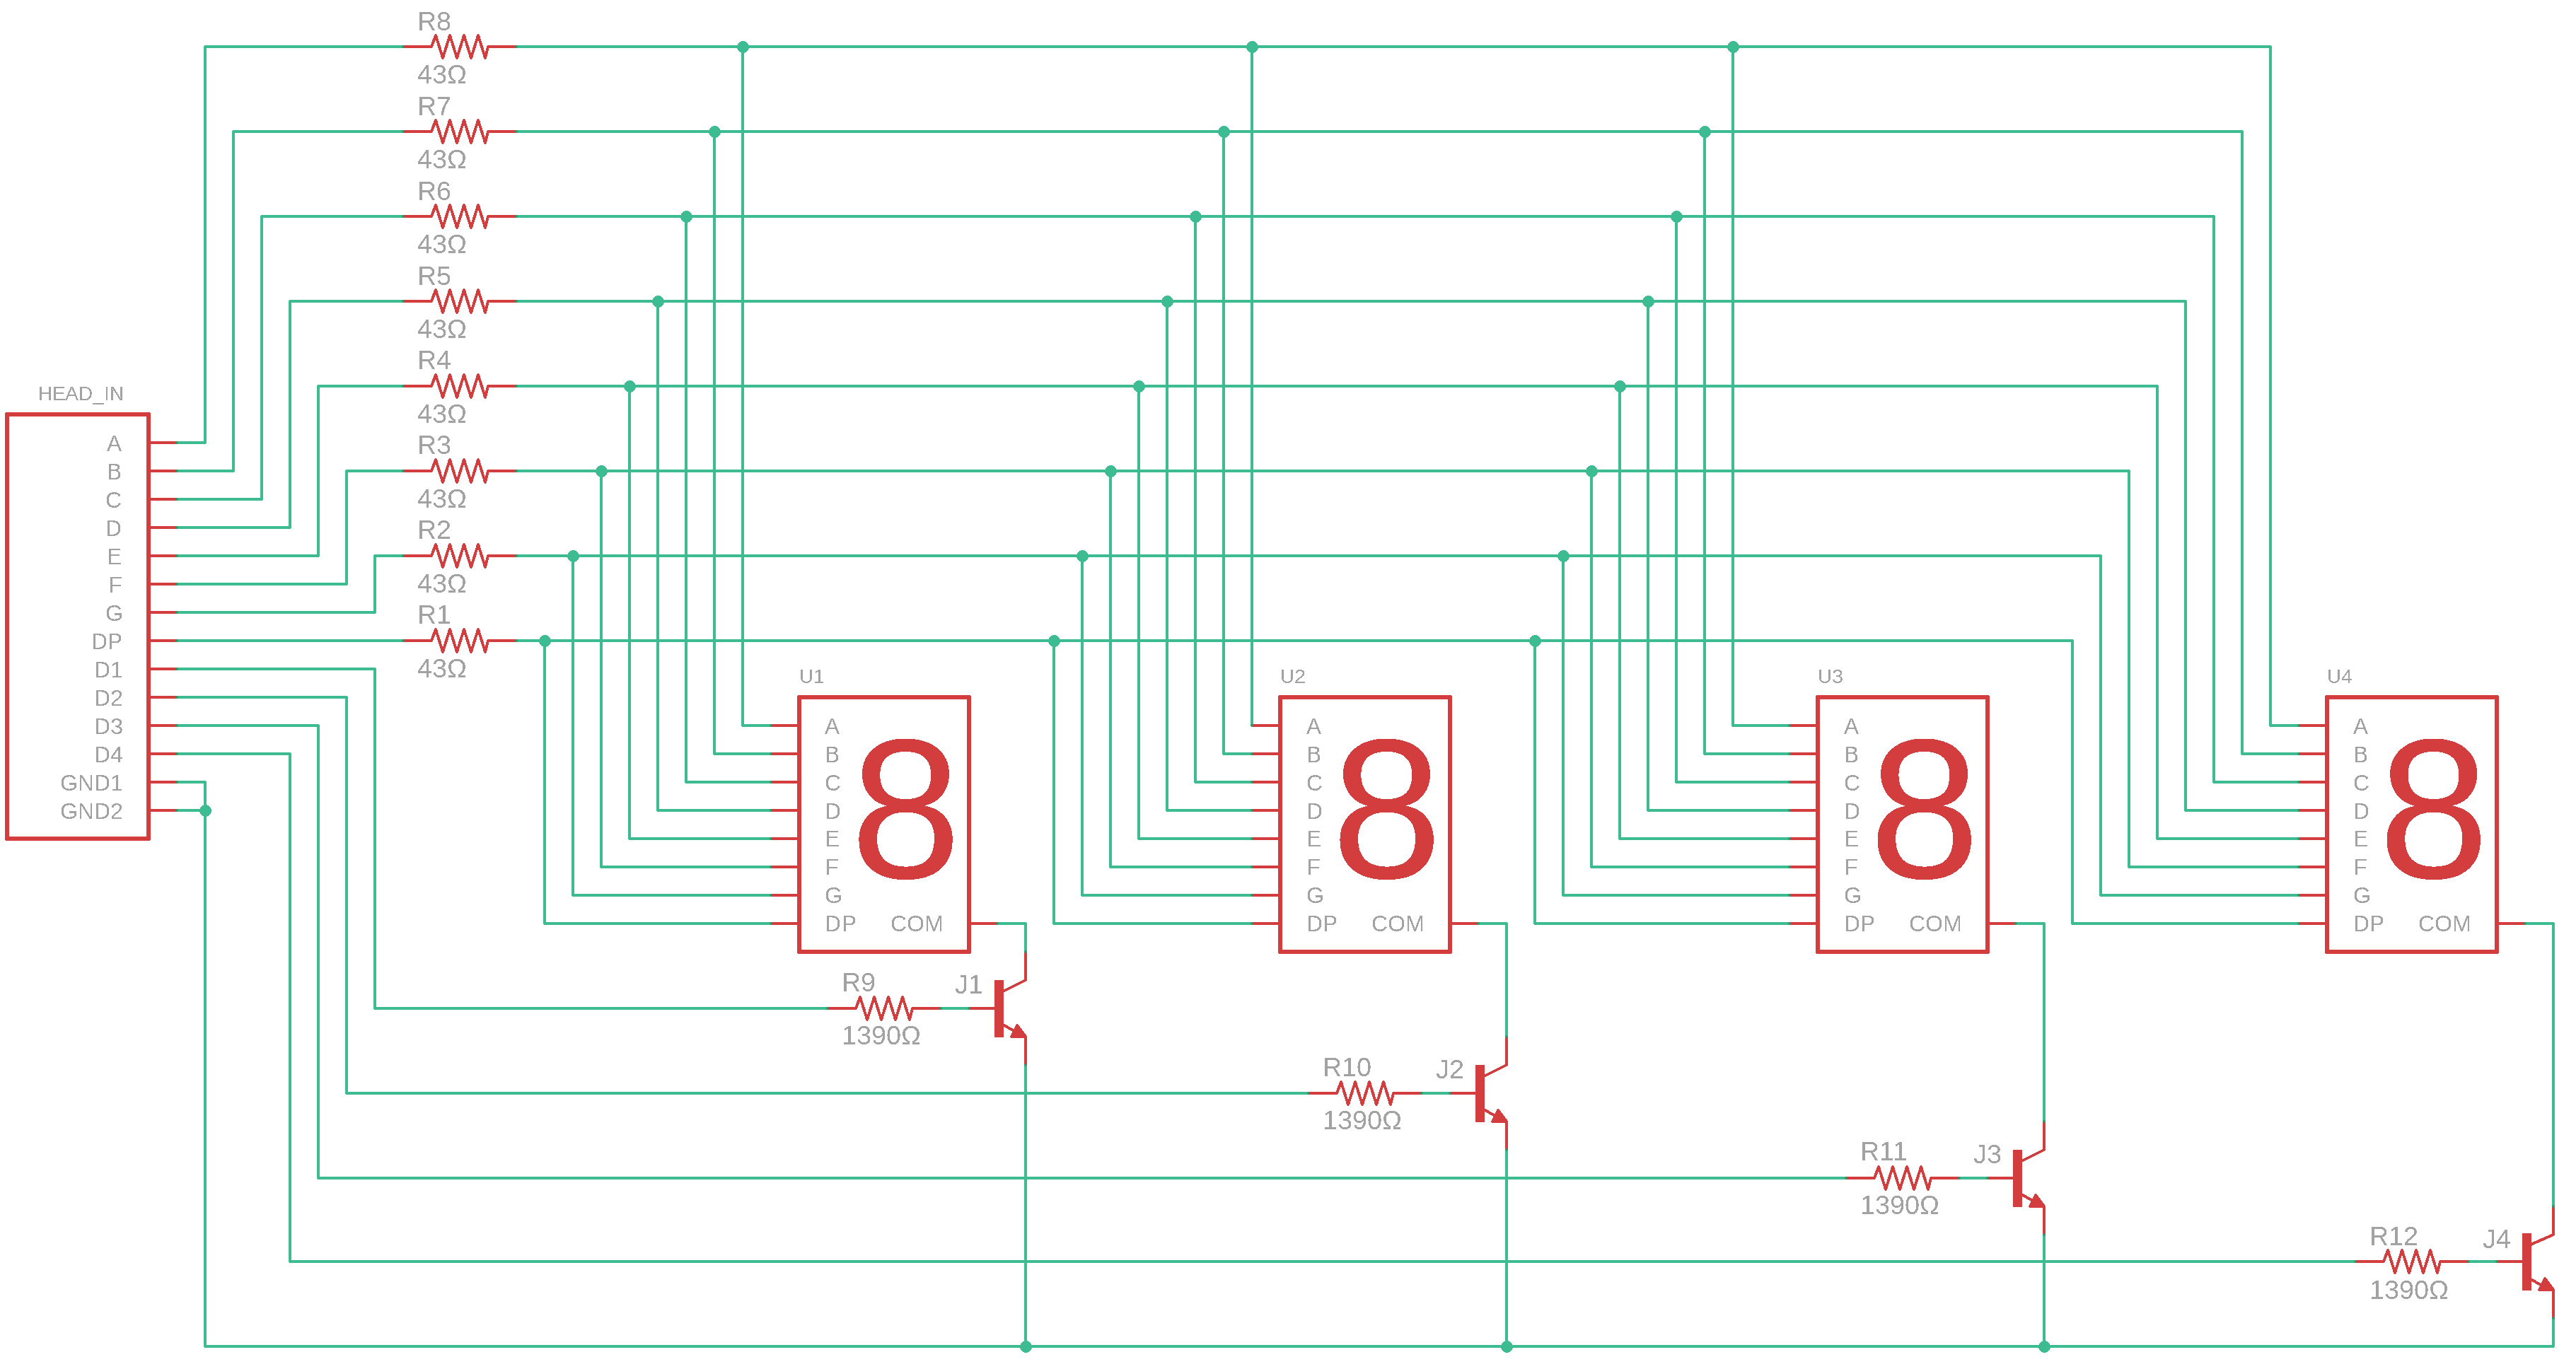 R8
43Ω
R7
43Ω
R6
43Ω
R5
43Ω
R4
43Ω
R3
43Ω
R2
43Ω
R1
43Ω
HEAD_IN
A
B
C
D
E
F
G
DP
D1
D2
D3
D4
GND1
GND2
U1
A
B
C
D
E
F
G
DP COM
8
U2
A
B
C
D
E
F
G
DP COM
8
U3
A
B
C
D
E
F
G
DP COM
8
U4
A
B
C
D
E
F
G
DP COM
8
R9 J1
1390Ω
R10 J2
1390Ω
R11 J3
1390Ω
R12 J4
1390Ω